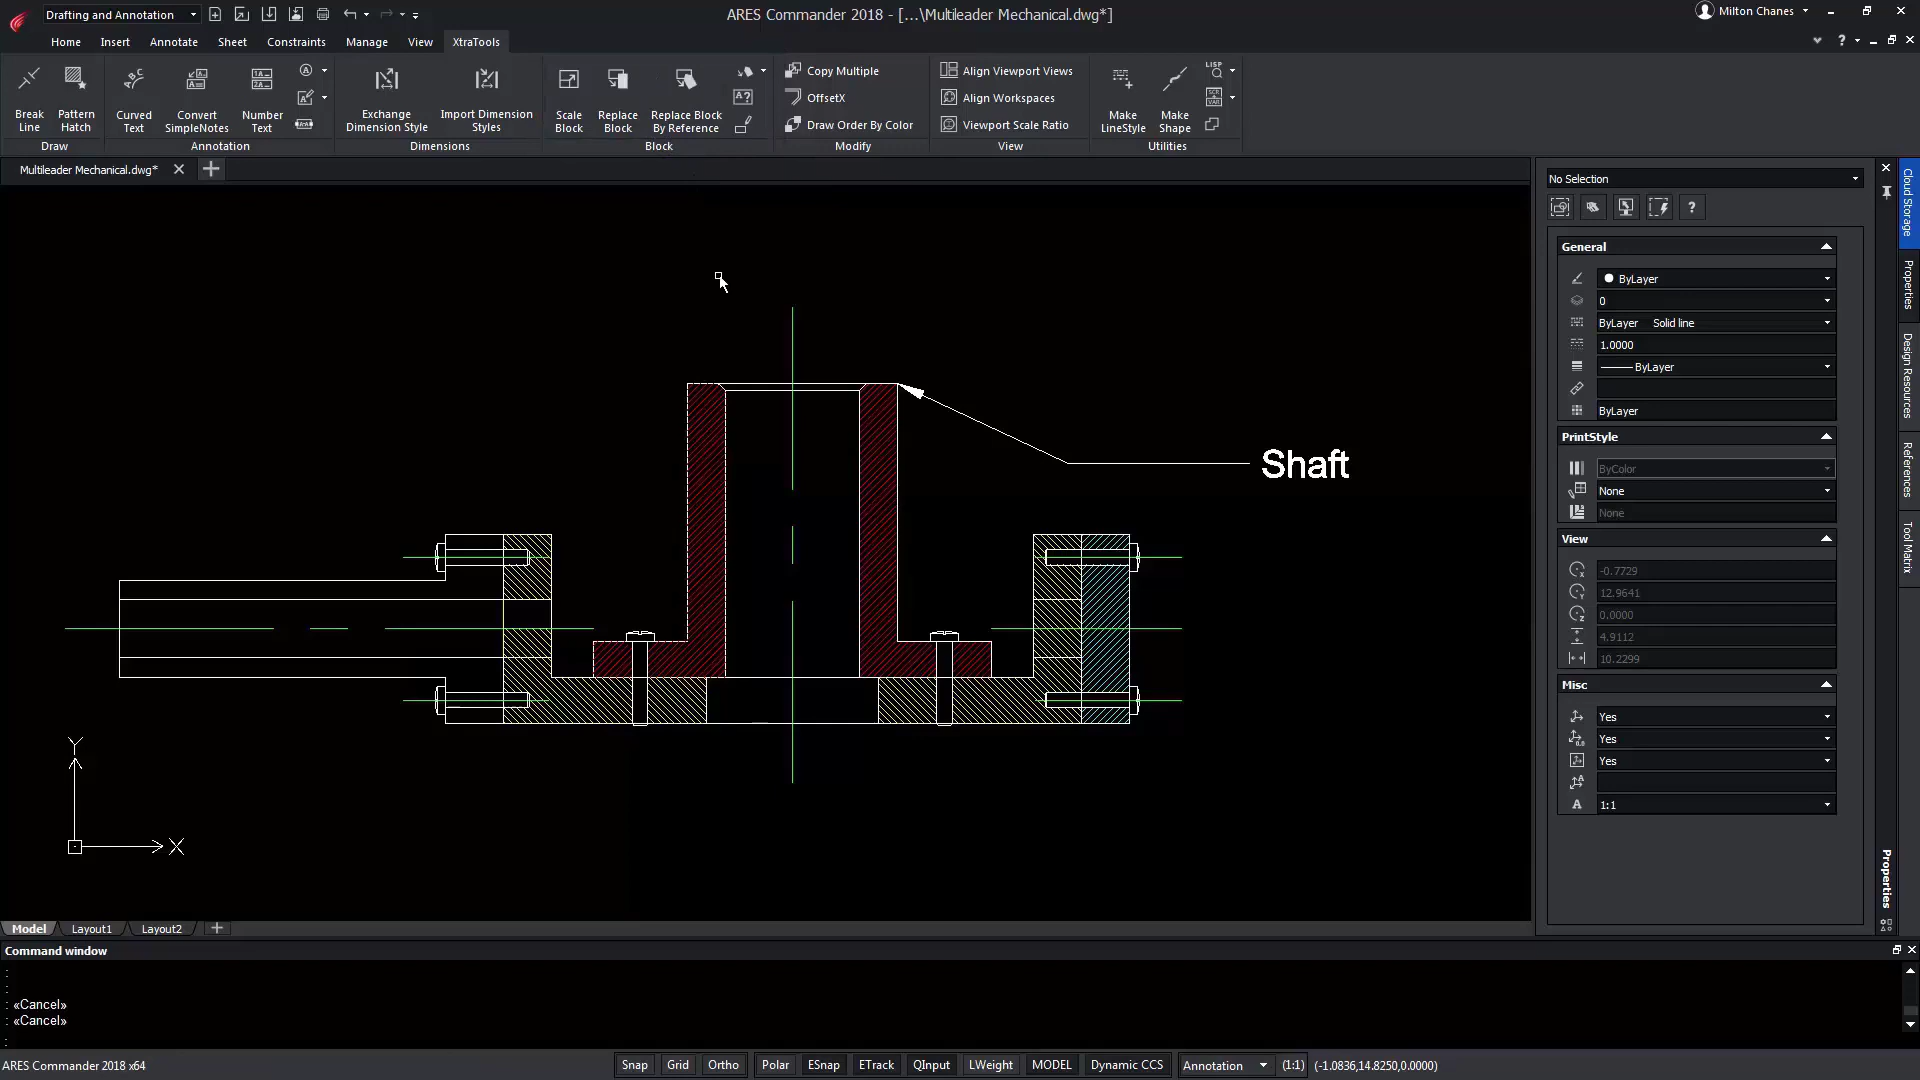 Drafting and Annotation
ARES Commander 2018 - [...\Multileader Mechanical.dwg*]
Milton Chanes
Home Insert Annotate Sheet Constraints Manage View XtraTools
?
Break Line
Pattern Hatch
Draw
Curved Text
Convert SimpleNotes
Number Text
Annotation
Exchange Dimension Style
Import Dimension Styles
Dimensions
Scale Block
Replace Block
Replace Block By Reference
Block
Copy Multiple
OffsetX
Draw Order By Color
Modify
Align Viewport Views
Align Workspaces
Viewport Scale Ratio
View
Make LineStyle
Make Shape
LISP
SCR VAR
Utilities
Multileader Mechanical.dwg*
Shaft
Y
X
No Selection
?
General
ByLayer
0
ByLayer Solid line
1.0000
ByLayer
ByLayer
PrintStyle
ByColor
None
None
View
-0.7729
12.9641
0.0000
4.9112
10.2299
Misc
Yes
Yes
Yes
1:1
Properties
Cloud Storage
Properties
Design Resources
References
Tool Matrix
Model Layout1 Layout2
Command window
:
:
: «Cancel»
: «Cancel»
:
ARES Commander 2018 x64
Snap Grid Ortho Polar ESnap ETrack QInput LWeight MODEL Dynamic CCS Annotation (1:1) (-1.0836,14.8250,0.0000)